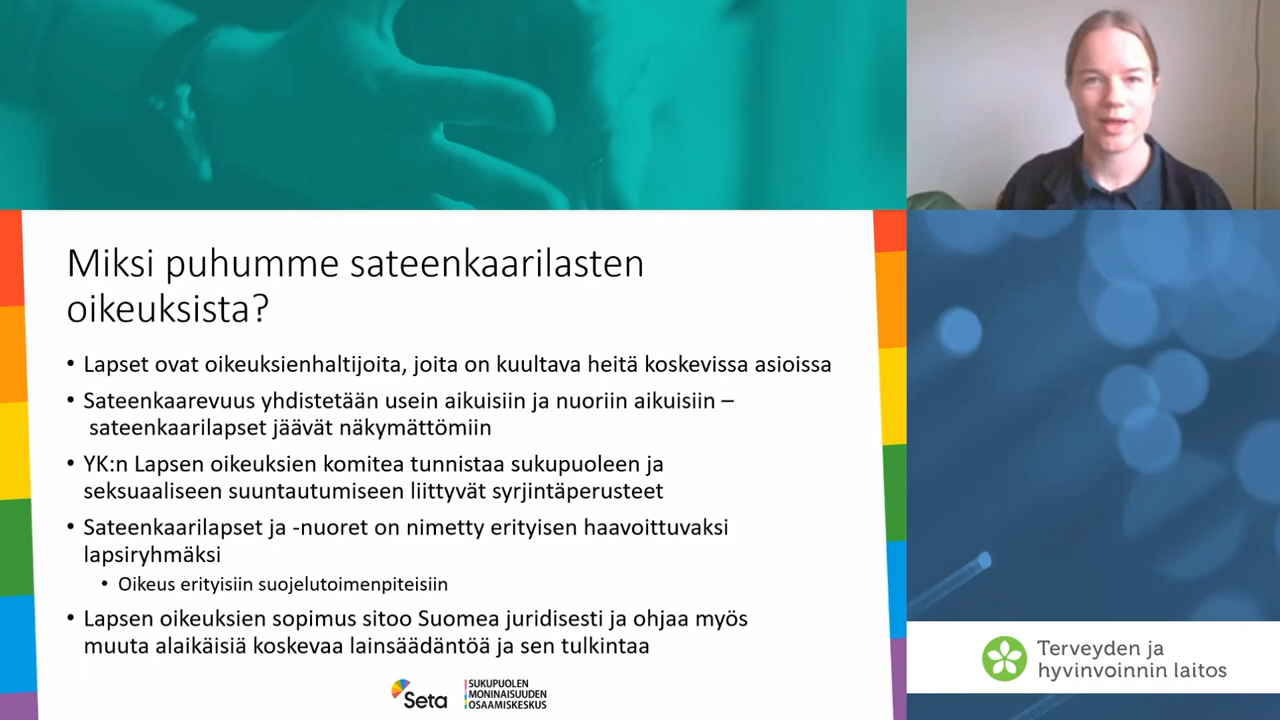 Miksi puhumme sateenkaarilasten
oikeuksista?
• Lapset ovat oikeuksienhaltijoita, joita on kuultava heitä koskevissa asioissa
• Sateenkaarevuus yhdistetään usein aikuisiin ja nuoriin aikuisiin –
sateenkaarilapset jäävät näkymättömiin
• YK:n Lapsen oikeuksien komitea tunnistaa sukupuoleen ja
seksuaaliseen suuntautumiseen liittyvät syrjintäperusteet
• Sateenkaarilapset ja -nuoret on nimetty erityisen haavoittuvaksi
lapsiryhmäksi
• Oikeus erityisiin suojelutoimenpiteisiin
• Lapsen oikeuksien sopimus sitoo Suomea juridisesti ja ohjaa myös
muuta alaikäisiä koskevaa lainsäädäntöä ja sen tulkintaa
Seta
SUKUPUOLEN
MONINAISUUDEN
OSAAMISKESKUS
Terveyden ja
hyvinvoinnin laitos